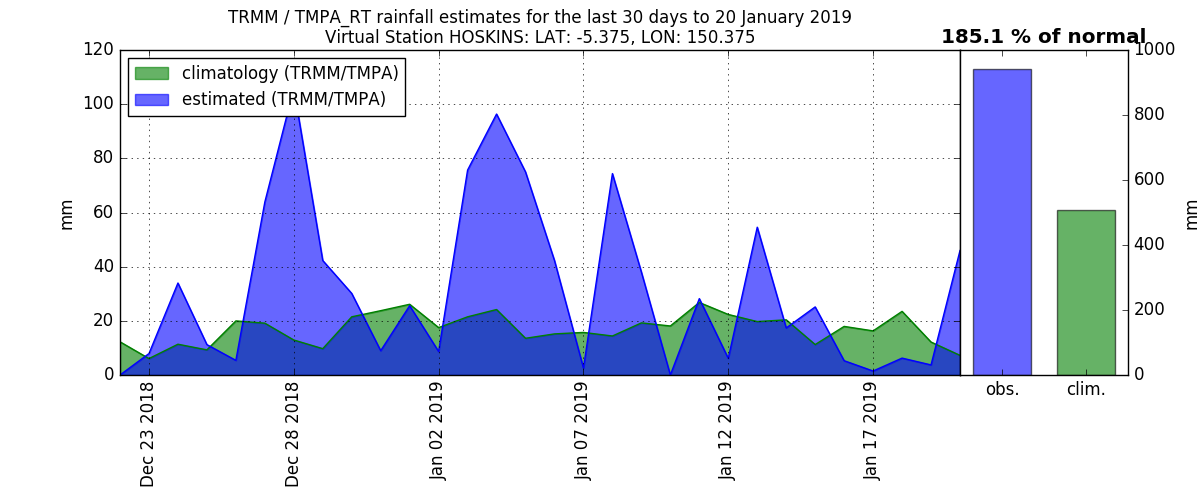 TRMM / TMPA_RT rainfall estimates for the last 30 days to 20 January 2019
Virtual Station HOSKINS: LAT: -5.375, LON: 150.375
185.1 % of normal
climatology (TRMM/TMPA)
estimated (TRMM/TMPA)
120
100
80
60
40
20
0
mm
Dec 23 2018
Dec 28 2018
Jan 02 2019
Jan 07 2019
Jan 12 2019
Jan 17 2019
obs.
clim.
1000
800
600
400
200
0
mm